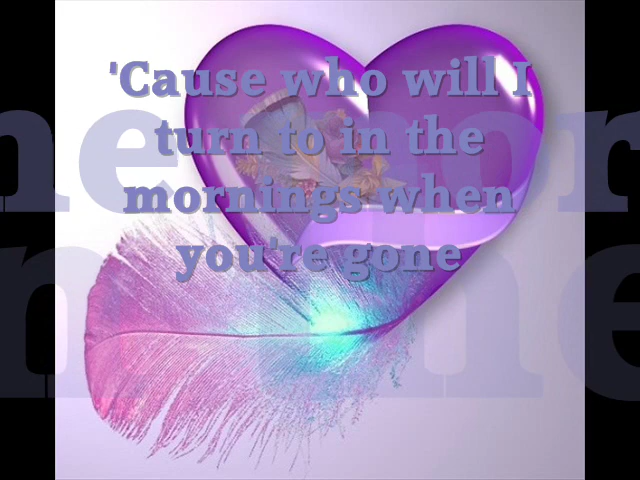 'Cause who will I
turn to in the
mornings when
you're gone